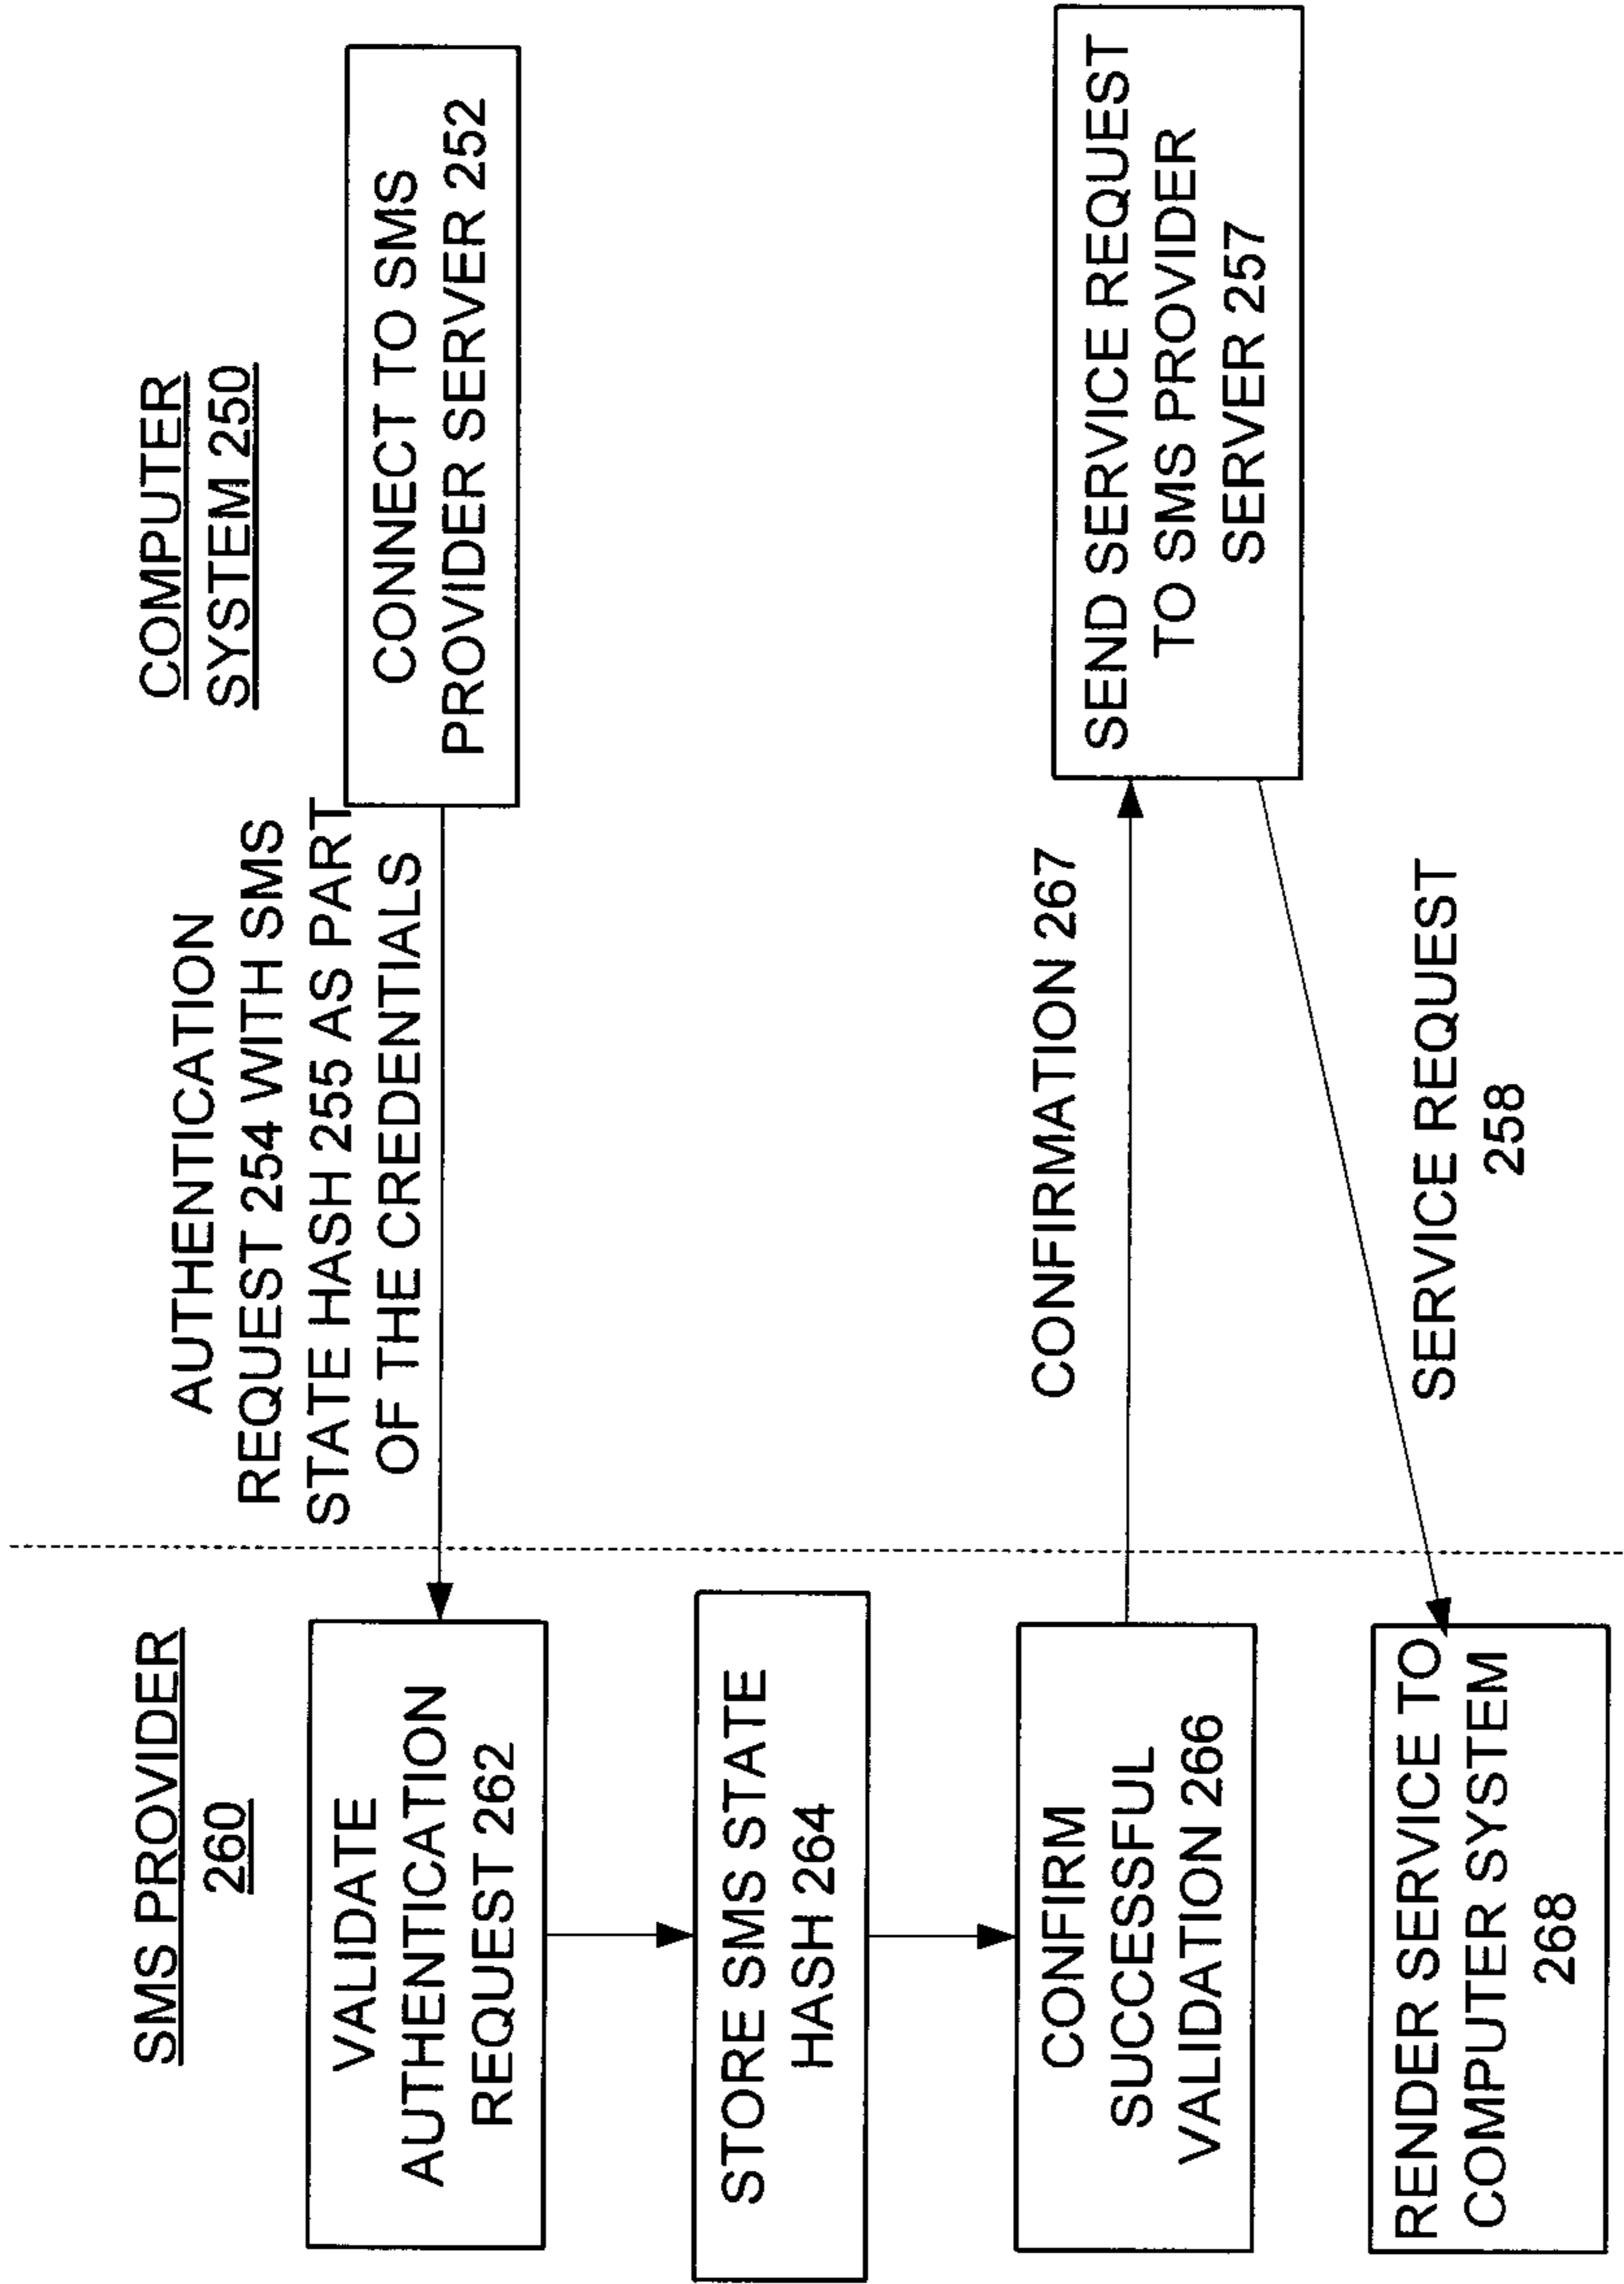 SMS PROVIDER
260
COMPUTER
SYSTEM 250
AUTHENTICATION
REQUEST 254 WITH SMS
STATE HASH 255 AS PART
OF THE CREDENTIALS
CONNECT TO SMS
PROVIDER SERVER 252
VALIDATE
AUTHENTICATION
REQUEST 262
STORE SMS STATE
HASH 264
CONFIRM
SUCCESSFUL
VALIDATION 266
CONFIRMATION 267
SEND SERVICE REQUEST
TO SMS PROVIDER
SERVER 257
SERVICE REQUEST
258
RENDER SERVICE TO
COMPUTER SYSTEM
268